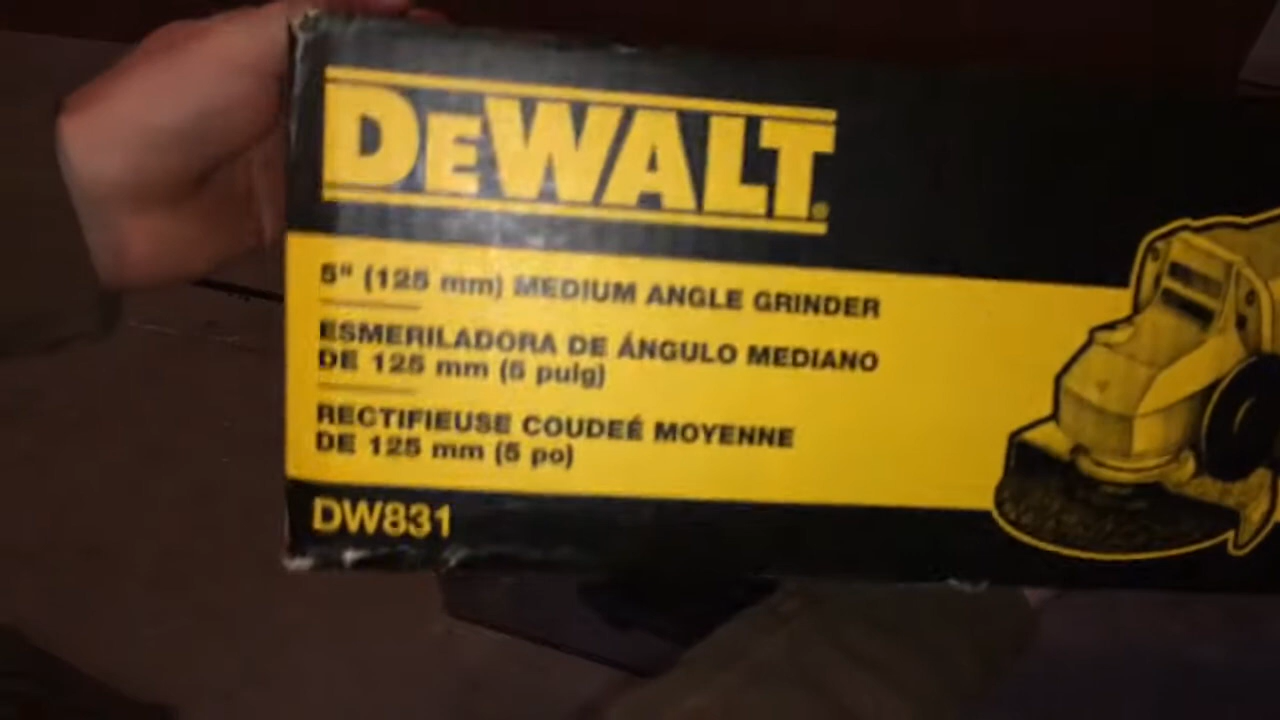 DEWALT
5" (125 mm) MEDIUM ANGLE GRINDER
ESMERILADORA DE ÁNGULO MEDIANO
DE 125 mm (5 pulg)
RECTIFIEUSE COUDEÉ MOYENNE
DE 125 mm (5 po)
DW831